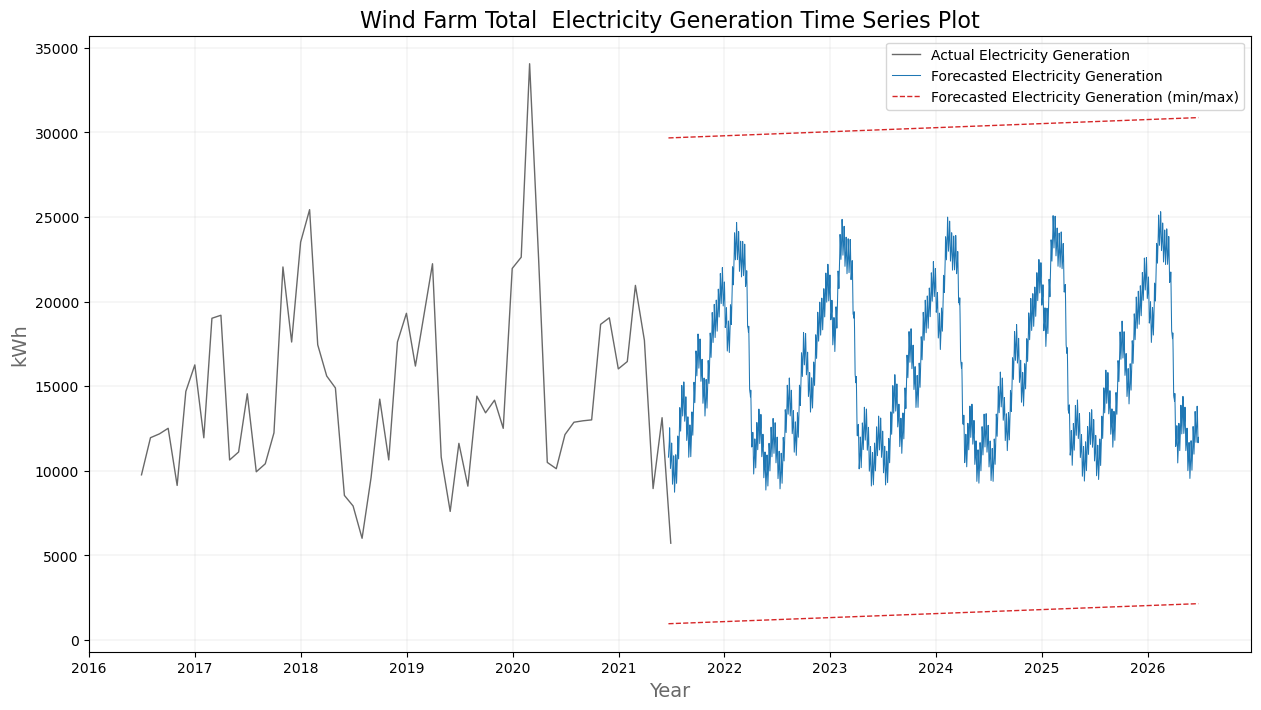 Wind Farm Total  Electricity Generation Time Series Plot
Actual Electricity Generation
Forecasted Electricity Generation
Forecasted Electricity Generation (min/max)
35000
30000
25000
20000
15000
10000
5000
0
kWh
2016 2017 2018 2019 2020 2021 2022 2023 2024 2025 2026
Year